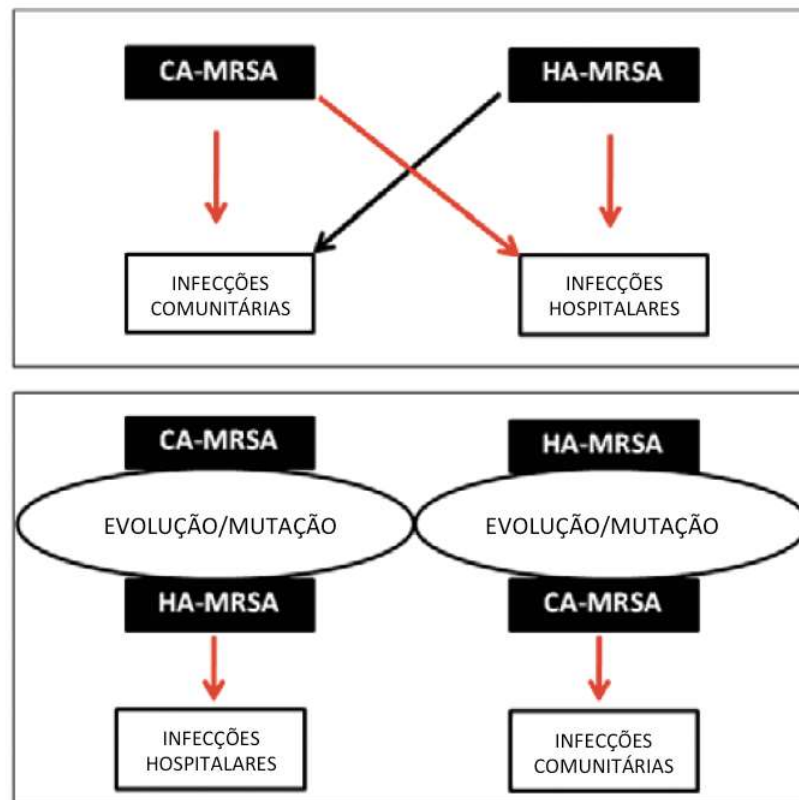 CA-MRSA
HA-MRSA
INFECÇÕES
COMUNITÁRIAS
INFECÇÕES
HOSPITALARES
CA-MRSA
HA-MRSA
EVOLUÇÃO/MUTAÇÃO
EVOLUÇÃO/MUTAÇÃO
HA-MRSA
CA-MRSA
INFECÇÕES
HOSPITALARES
INFECÇÕES
COMUNITÁRIAS